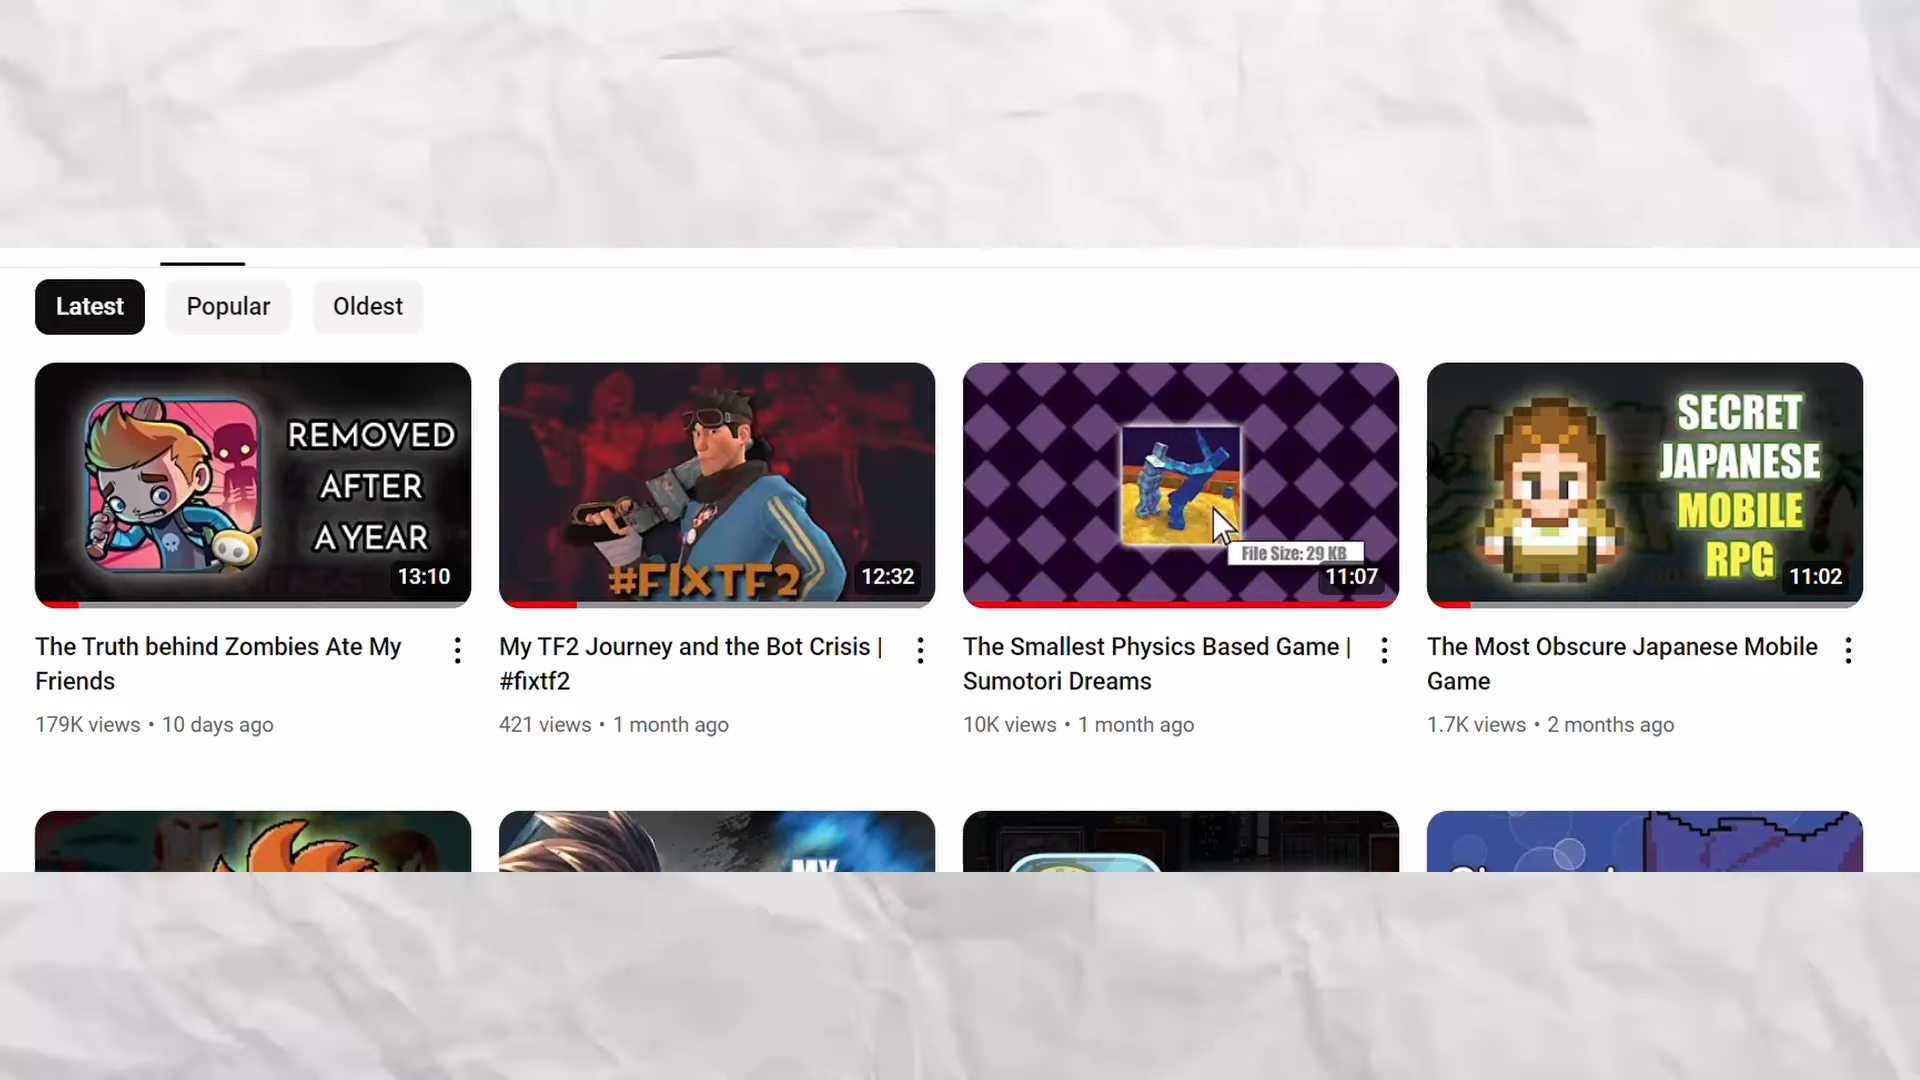 Latest
Popular
Oldest
REMOVED
AFTER
A YEAR
13:10
#FIXTF2
12:32
File Size: 29 KB
11:07
SECRET
JAPANESE
MOBILE
RPG
11:02
The Truth behind Zombies Ate My
Friends
179K views • 10 days ago
My TF2 Journey and the Bot Crisis |
#fixtf2
421 views • 1 month ago
The Smallest Physics Based Game |
Sumotori Dreams
10K views • 1 month ago
The Most Obscure Japanese Mobile
Game
1.7K views • 2 months ago
MY